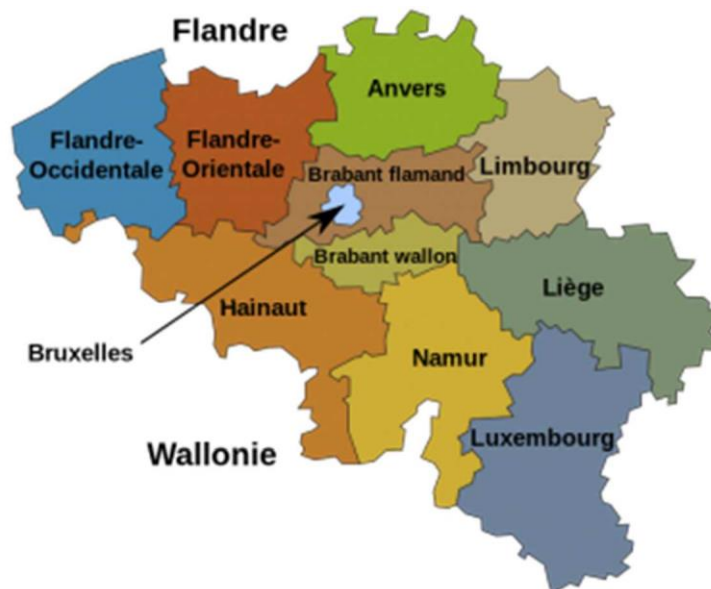 Flandre
Anvers
Flandre-
Occidentale
Flandre-
Orientale
Brabant flamand
Limbourg
Brabant wallon
Liège
Hainaut
Bruxelles
Namur
Wallonie
Luxembourg